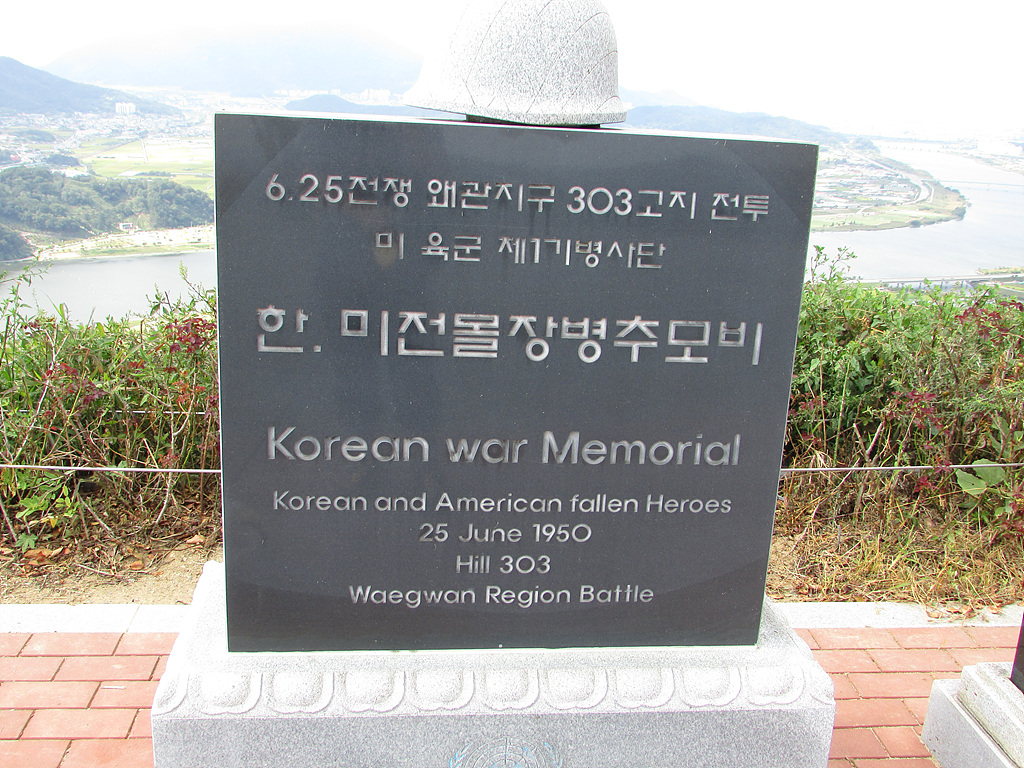 6.25전쟁 왜관지구 303고지 전투
미 육군 제1기병사단
한. 미전몰장병추모비
Korean war Memorial
Korean and American fallen Heroes
25 June 1950
Hill 303
Waegwan Region Battle